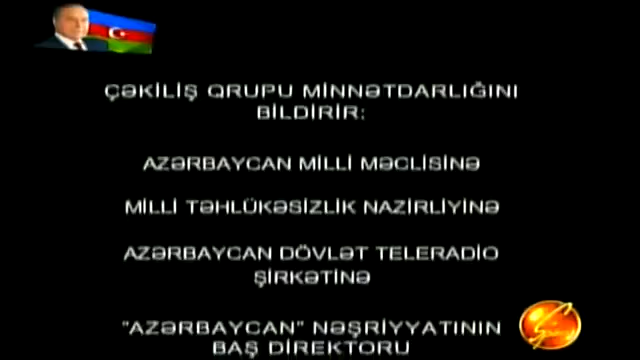 ÇƏKİLİŞ QRUPU MİNNƏTDARLIĞINI
BİLDİRİR:
AZƏRBAYCAN MİLLİ MƏCLİSİNƏ
MİLLİ TƏHLÜKƏSİZLİK NAZİRLİYİNƏ
AZƏRBAYCAN DÖVLƏT TELERADİO
ŞİRKƏTİNƏ
"AZƏRBAYCAN" NƏŞRİYYATININ
BAŞ DİREKTORU